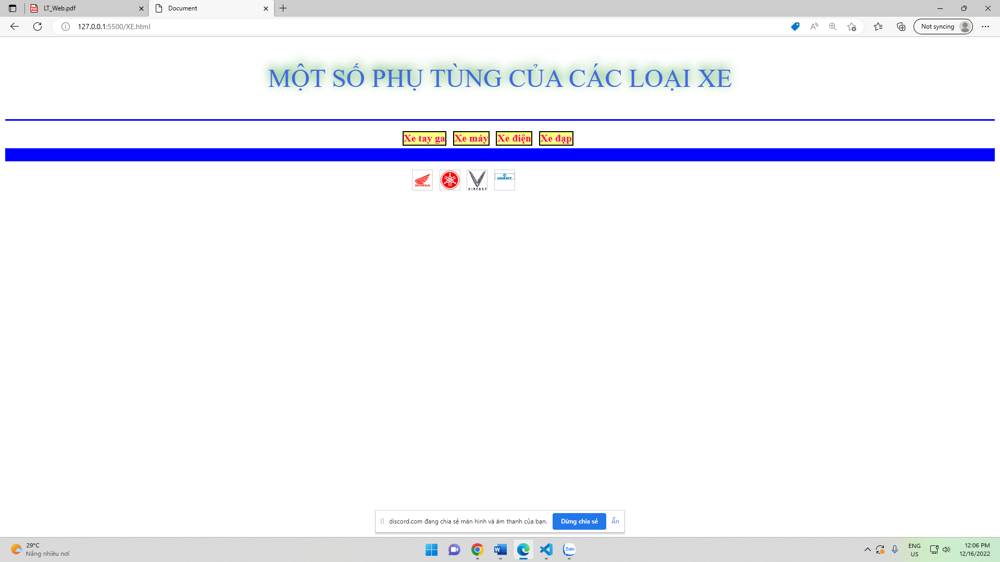 LT_Web.pdf
Document
127.0.0.1:5500/XE.html
Not syncing
MỘT SỐ PHỤ TÙNG CỦA CÁC LOẠI XE
Xe tay ga Xe máy Xe điện Xe đạp
HONDA VINFAST GIANT
discord.com đang chia sẻ màn hình và âm thanh của bạn. Dừng chia sẻ Ẩn
29°C
Nắng nhiều nơi
Zalo
ENG
US
12:06 PM
12/16/2022